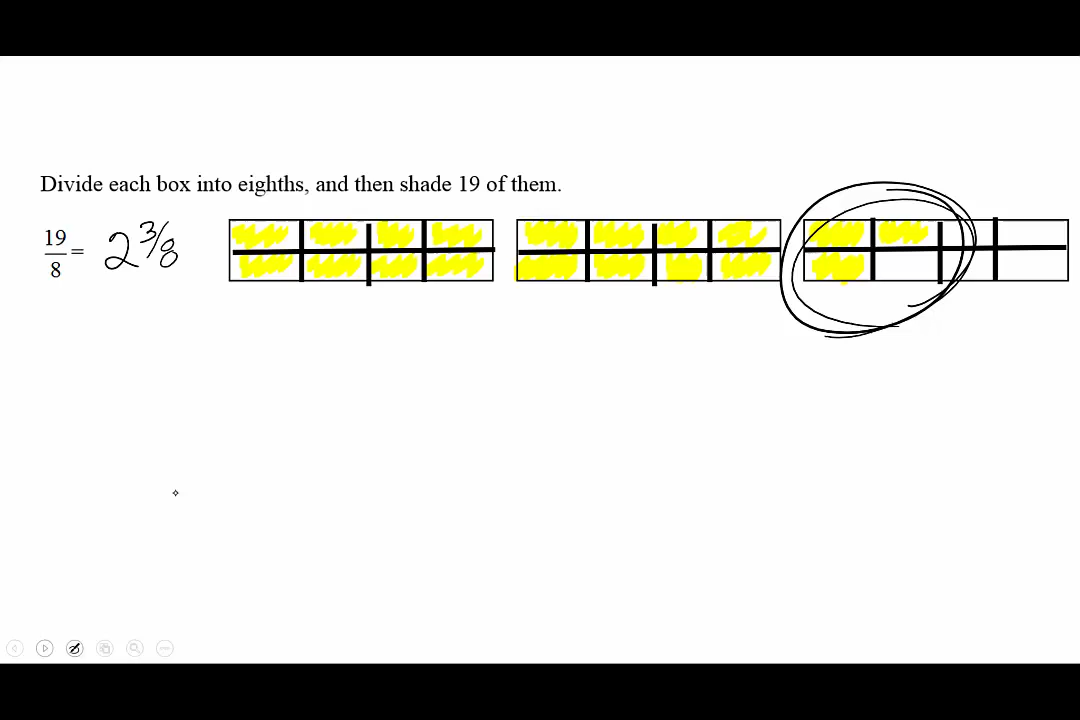 Divide each box into eighths, and then shade 19 of them.
19/8 = 2 3/8